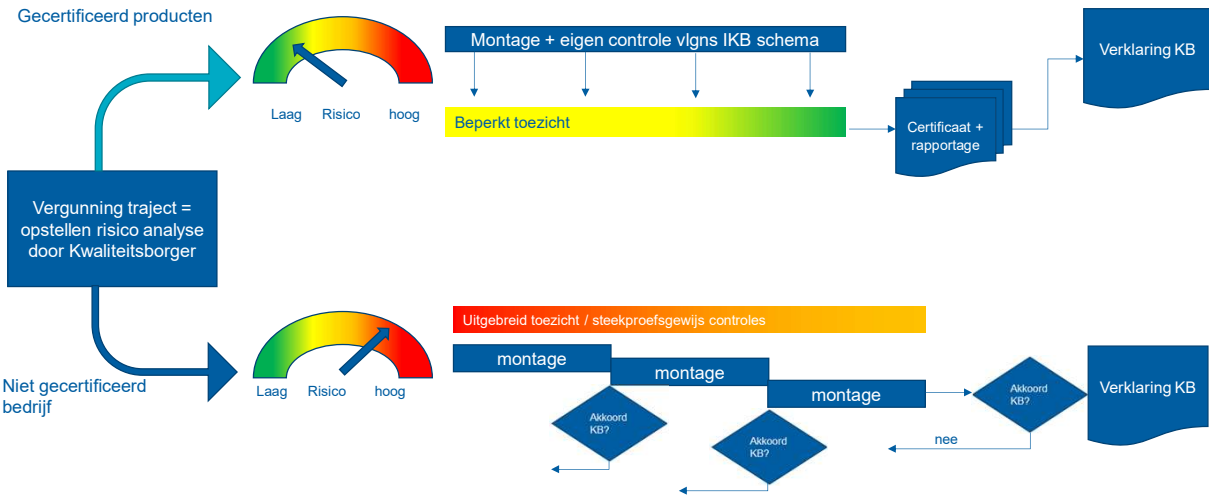 Gecertificeerd producten
Laag Risico hoog
Montage + eigen controle vlgns IKB schema
Beperkt toezicht
Certificaat +
rapportage
Verklaring KB
Vergunning traject =
opstellen risico analyse
door Kwaliteitsborger
Niet gecertificeerd
bedrijf
Laag Risico hoog
Uitgebreid toezicht / steekproefsgewijs controles
montage
montage
montage
Akkoord
KB?
Akkoord
KB?
Akkoord
KB?
nee
Verklaring KB